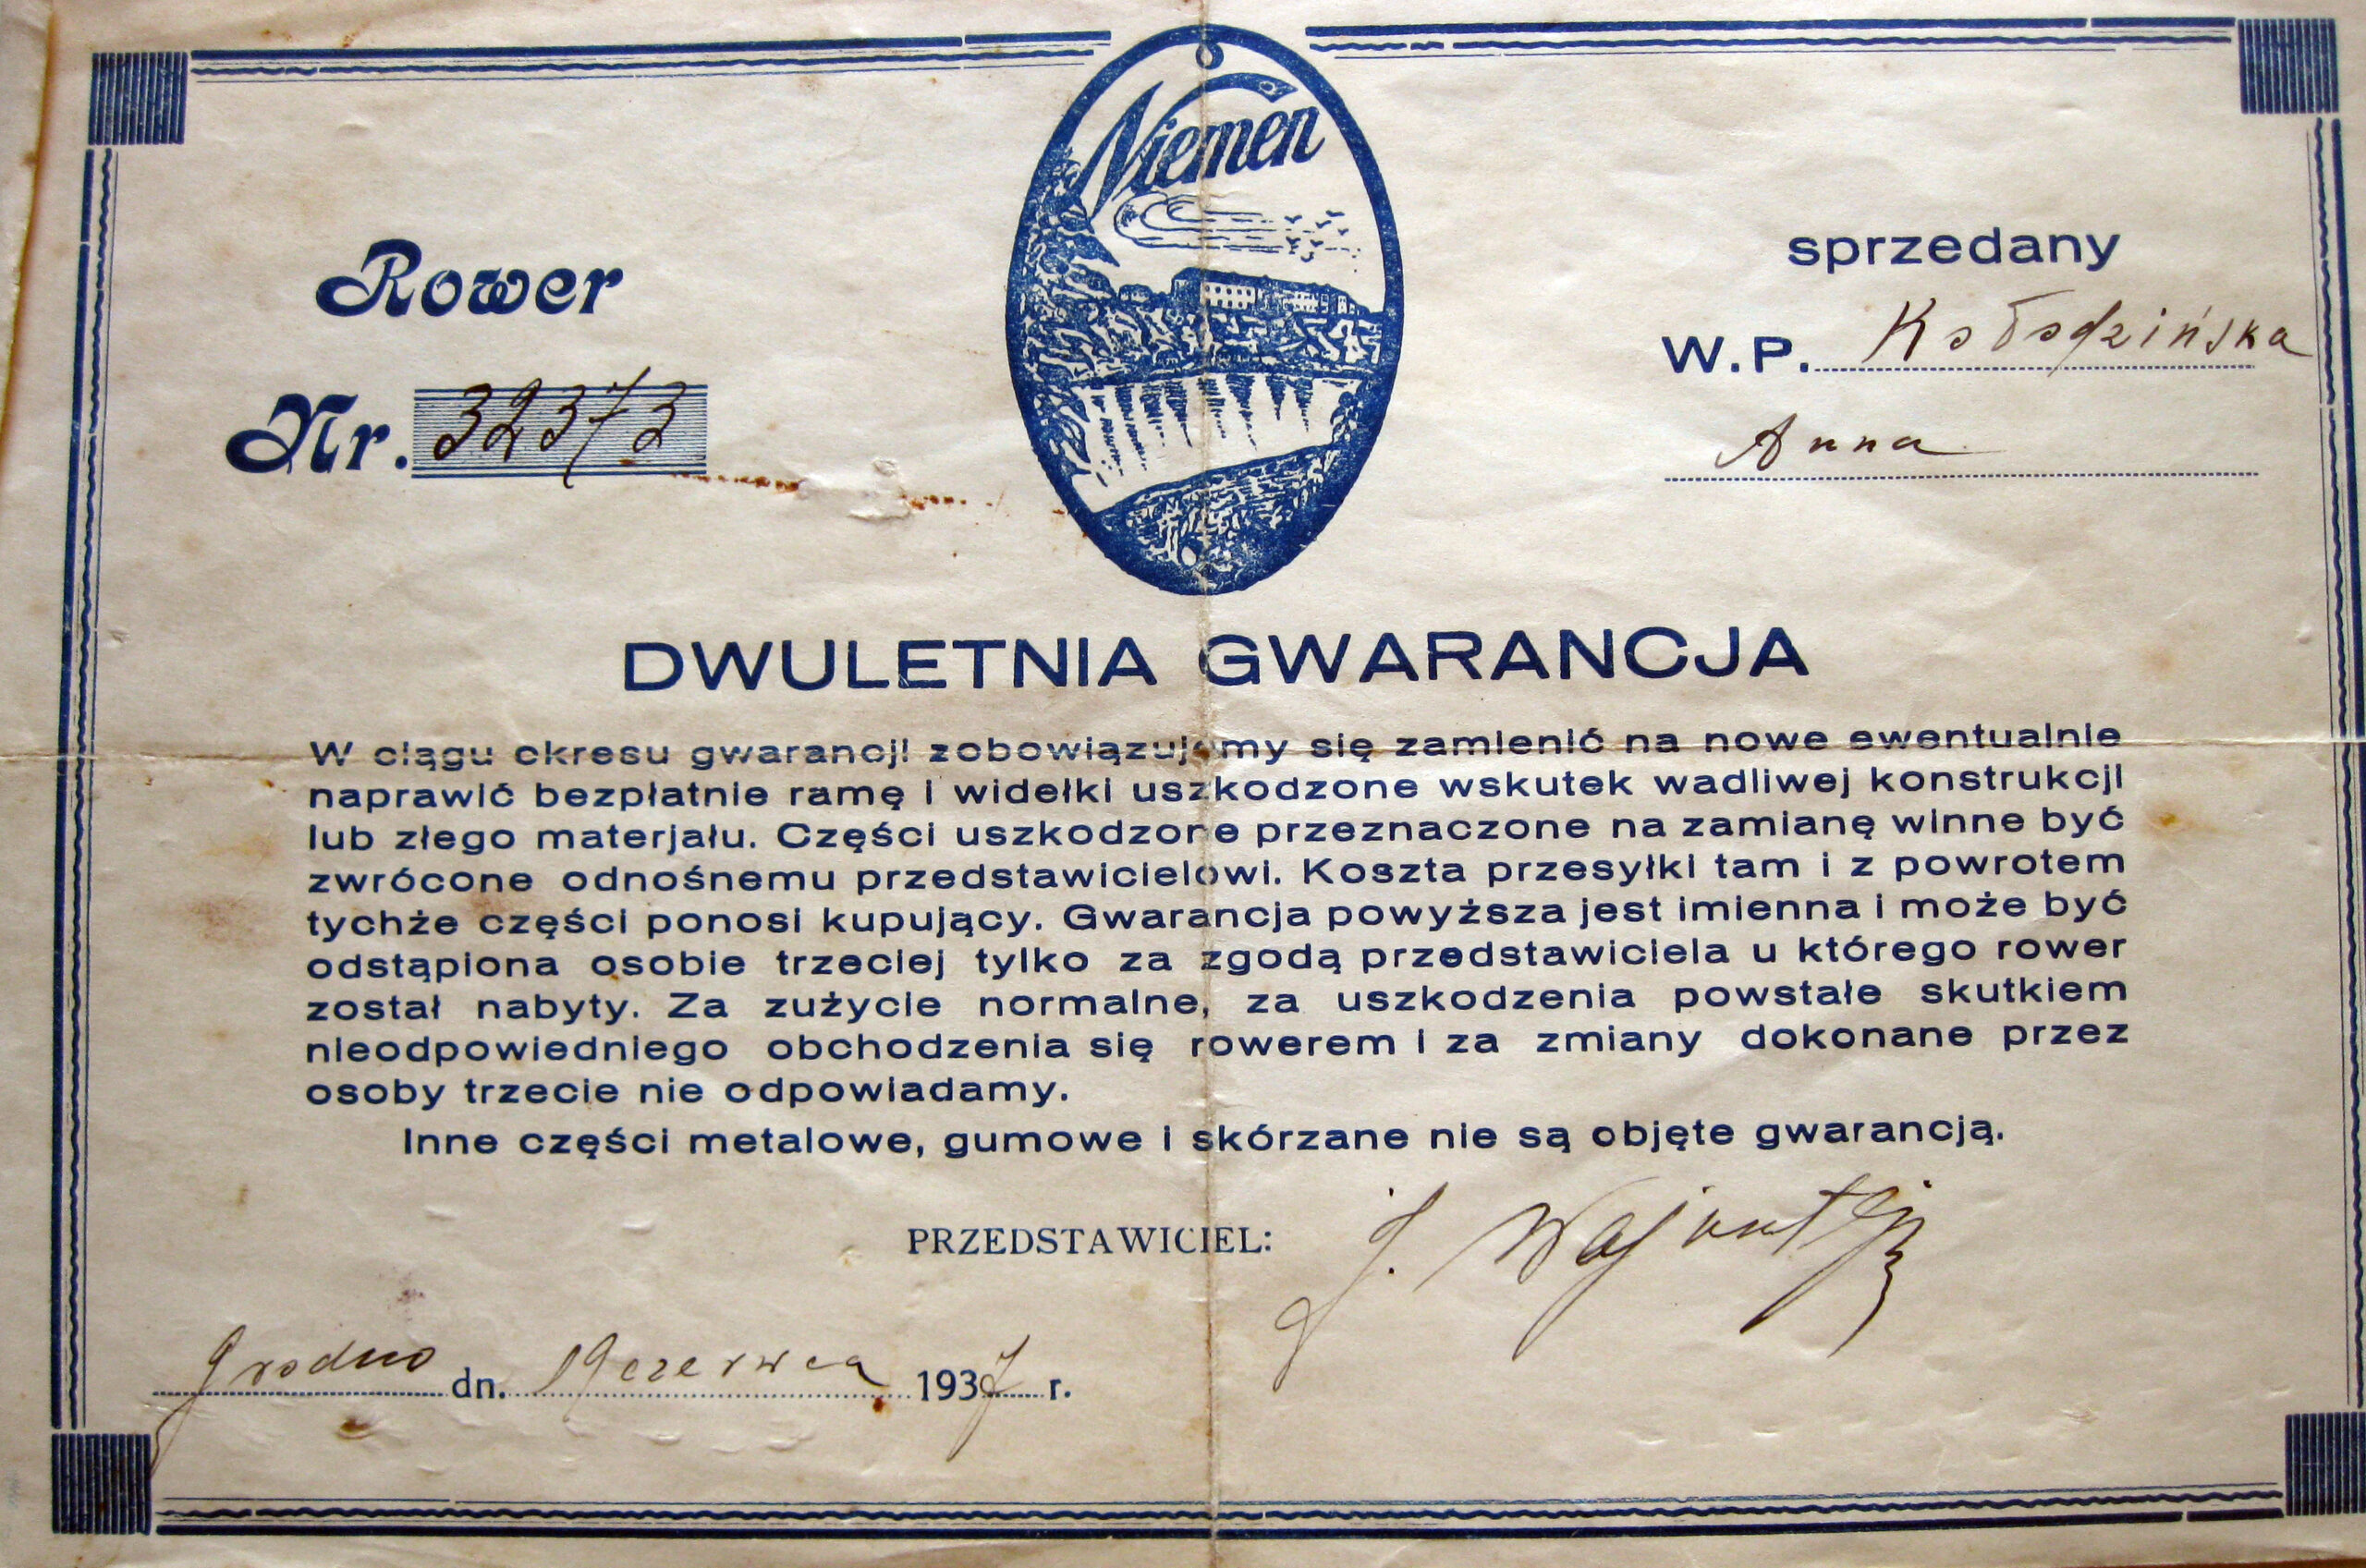 Niemen
Rower
Nr. 32373
sprzedany
W.P. Kołodzińska
Anna
DWULETNIA GWARANCJA
W ciągu okresu gwarancji zobowiązujemy się zamienić na nowe ewentualnie
naprawić bezpłatnie ramę i widełki uszkodzone wskutek wadliwej konstrukcji
lub złego materjału. Części uszkodzone przeznaczone na zamianę winne być
zwrócone odnośnemu przedstawicielowi. Koszta przesyłki tam i z powrotem
tychże części ponosi kupujący. Gwarancja powyższa jest imienna i może być
odstąpiona osobie trzeciej tylko za zgodą przedstawiciela u którego rower
został nabyty. Za zużycie normalne, za uszkodzenia powstałe skutkiem
nieodpowiedniego obchodzenia się rowerem i za zmiany dokonane przez
osoby trzecie nie odpowiadamy.
Inne części metalowe, gumowe i skórzane nie są objęte gwarancją.
PRZEDSTAWICIEL: J.
Grodno dn. 19 czerwca 1937 r.